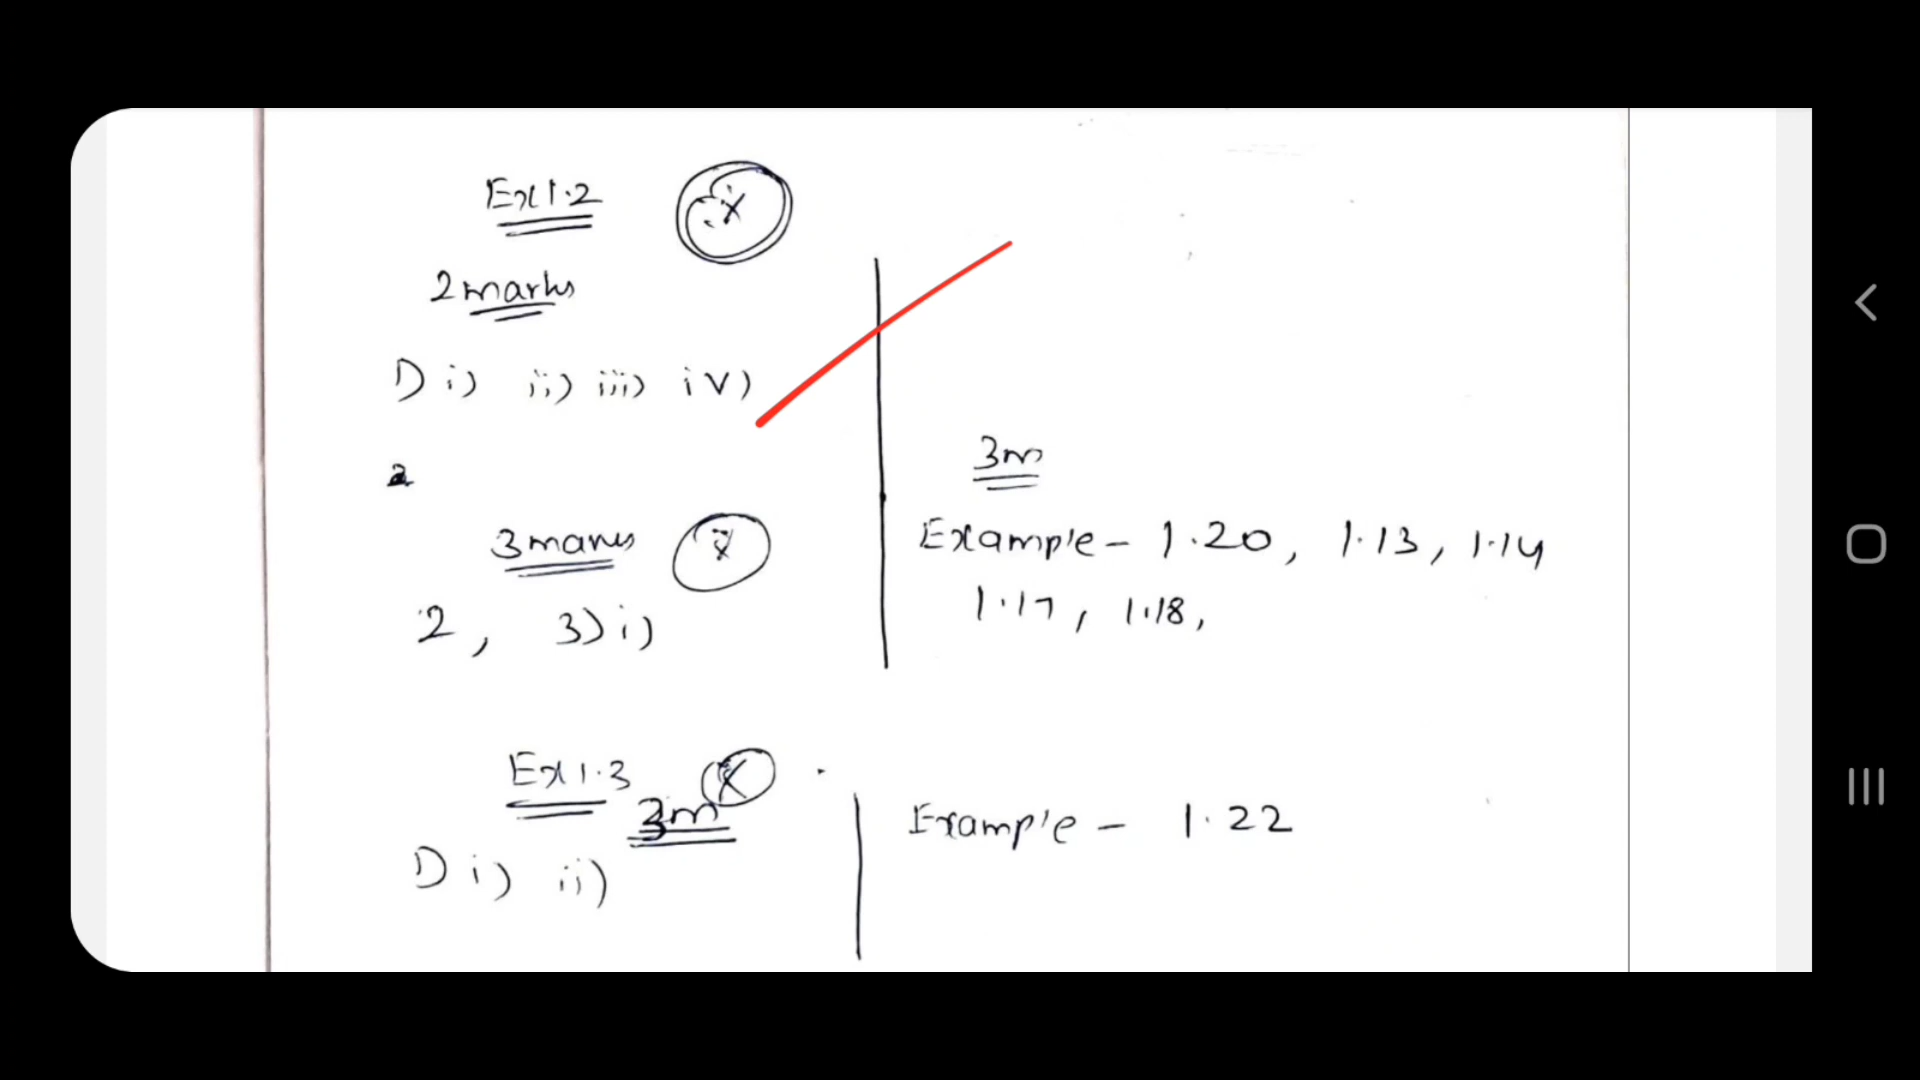 Ex 1.2
2 marks
1) i) ii) iii) iv)
2
3 marks
2, 3) i)
3m
Example - 1.20, 1.13, 1.14
1.17, 1.18,
Ex 1.3
3m
1) i) ii)
Example - 1.22